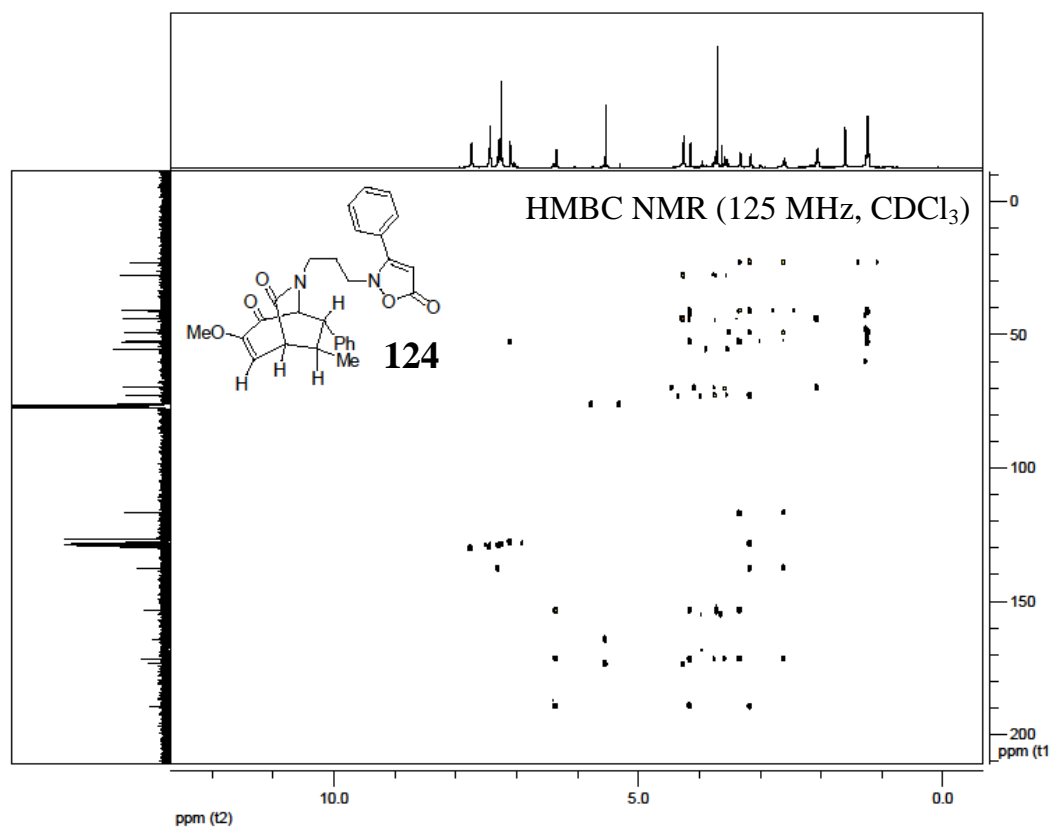 HMBC NMR (125 MHz, CDCl₃)
N
N
O
O
O
O
H
MeO
Ph
Me
124
H
H
H
0
50
100
150
200
ppm (t1
10.0
5.0
0.0
ppm (t2)